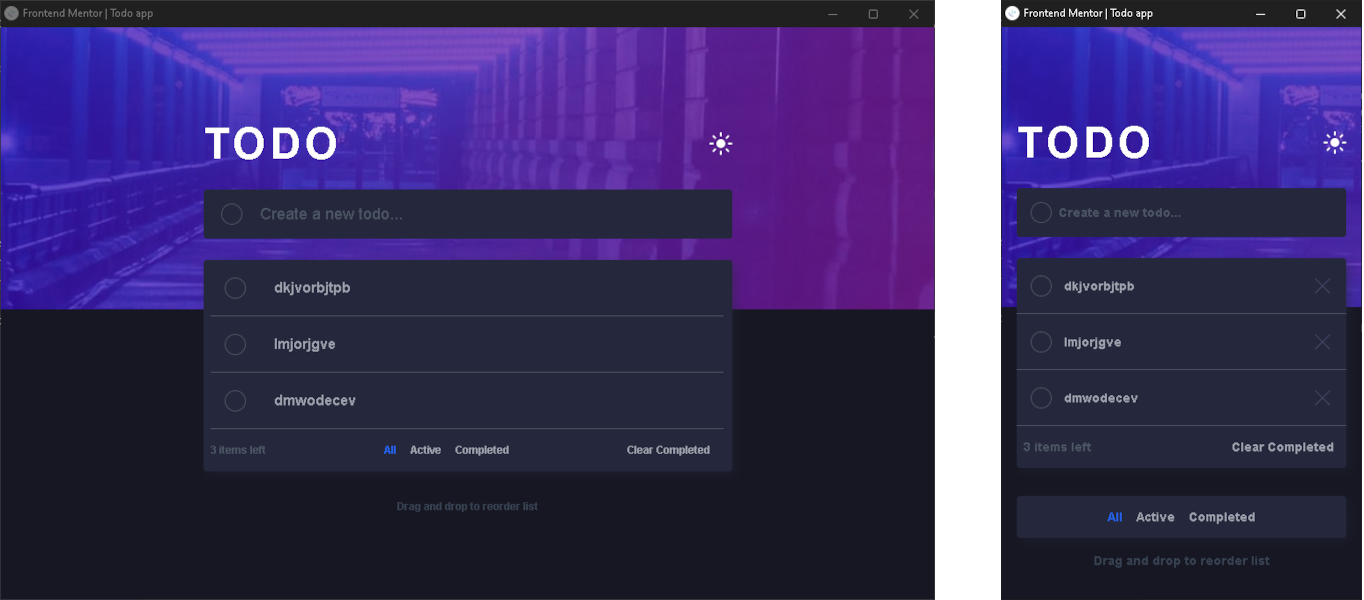 Frontend Mentor | Todo app
TODO
Create a new todo...
dkjvorbjtpb
lmjorjgve
dmwodecev
3 items left All Active Completed Clear Completed
Drag and drop to reorder list
Frontend Mentor | Todo app
TODO
Create a new todo...
dkjvorbjtpb
lmjorjgve
dmwodecev
3 items left Clear Completed
All Active Completed
Drag and drop to reorder list